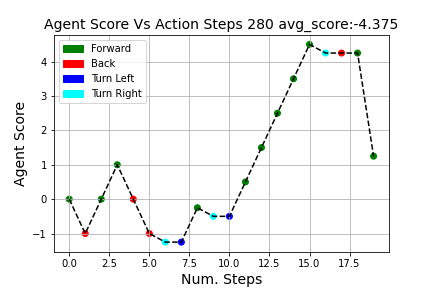 Agent Score Vs Action Steps 280 avg_score:-4.375
Forward
Back
Turn Left
Turn Right
Agent Score
4
3
2
1
0
−1
0.0 2.5 5.0 7.5 10.0 12.5 15.0 17.5
Num. Steps